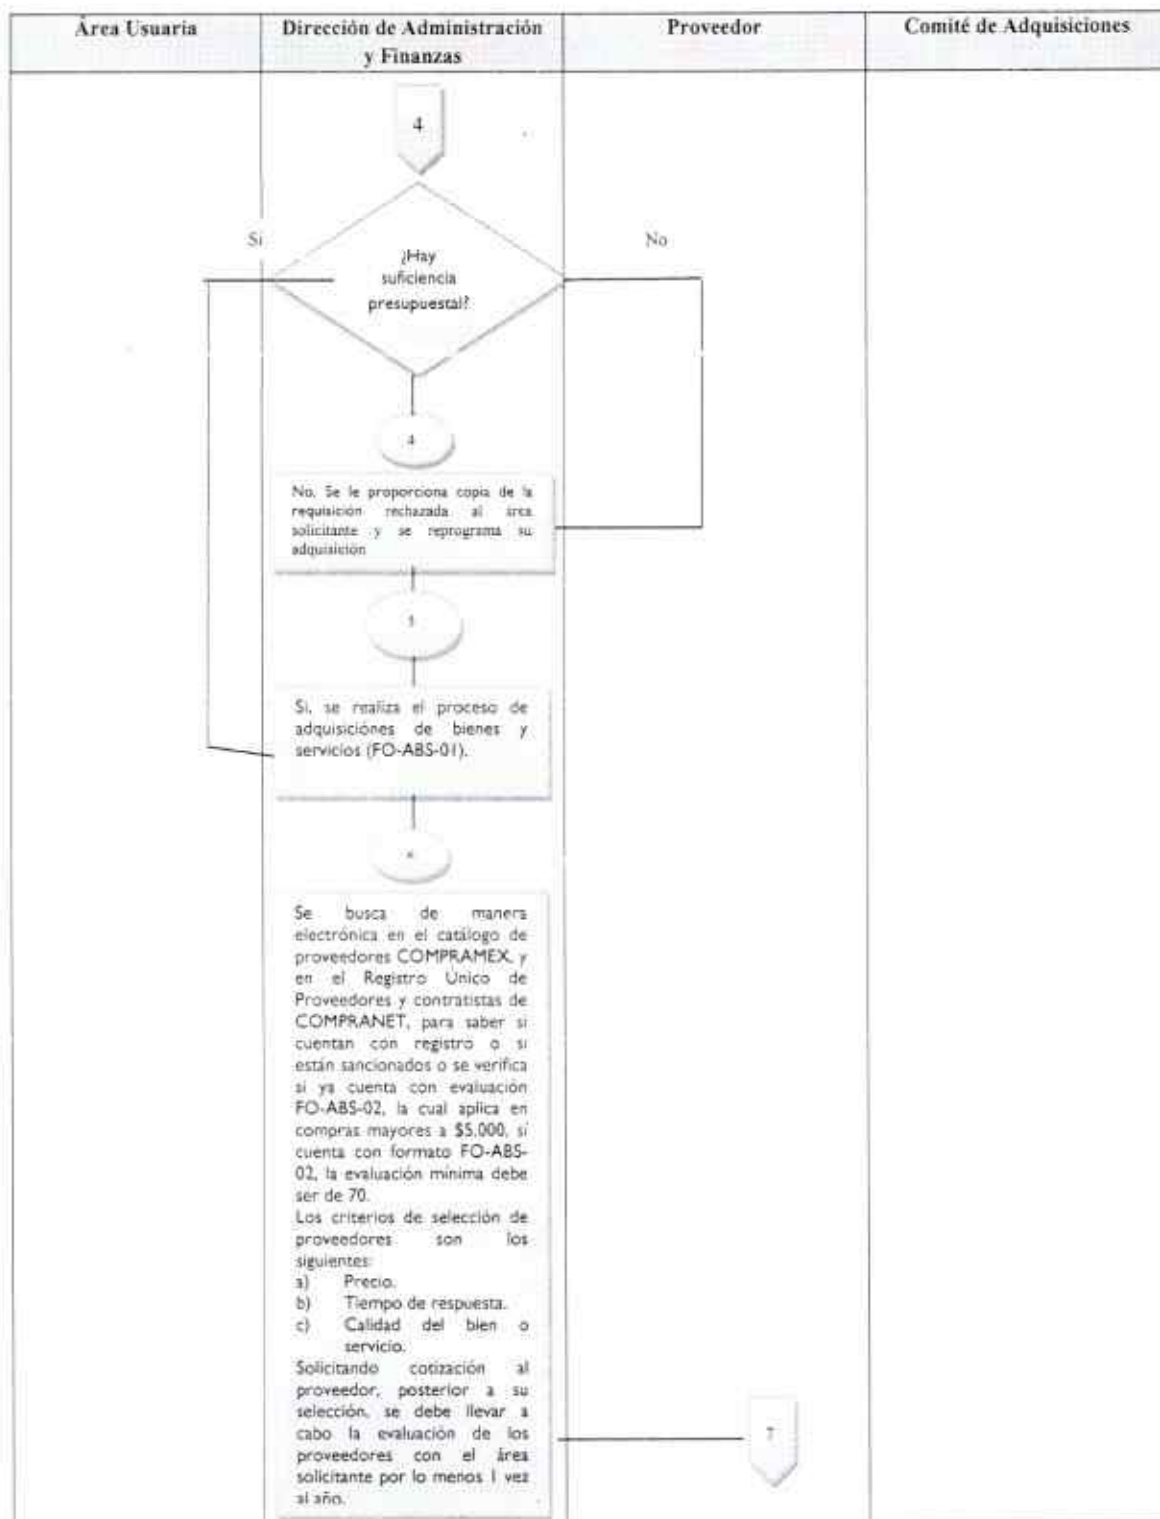 Área Usuaria
Dirección de Administración
y Finanzas
Proveedor
Comité de Adquisiciones
4
Si
No
¿Hay
suficiencia
presupuestal?
4
No, Se le proporciona copia de la
requisición rechazada al área
solicitante y se reprograma su
adquisición
5
Si, se realiza el proceso de
adquisiciónes de bienes y
servicios (FO-ABS-01).
Se busca de manera
electrónica en el catálogo de
proveedores COMPRAMEX, y
en el Registro Único de
Proveedores y contratistas de
COMPRANET, para saber si
cuentan con registro o si
están sancionados o se verifica
si ya cuenta con evaluación
FO-ABS-02, la cual aplica en
compras mayores a $5,000, si
cuenta con formato FO-ABS-
02, la evaluación mínima debe
ser de 70.
Los criterios de selección de
proveedores son los
siguientes:
a) Precio.
b) Tiempo de respuesta.
c) Calidad del bien o
servicio.
Solicitando cotización al
proveedor, posterior a su
selección, se debe llevar a
cabo la evaluación de los
proveedores con el área
solicitante por lo menos 1 vez
al año.
7